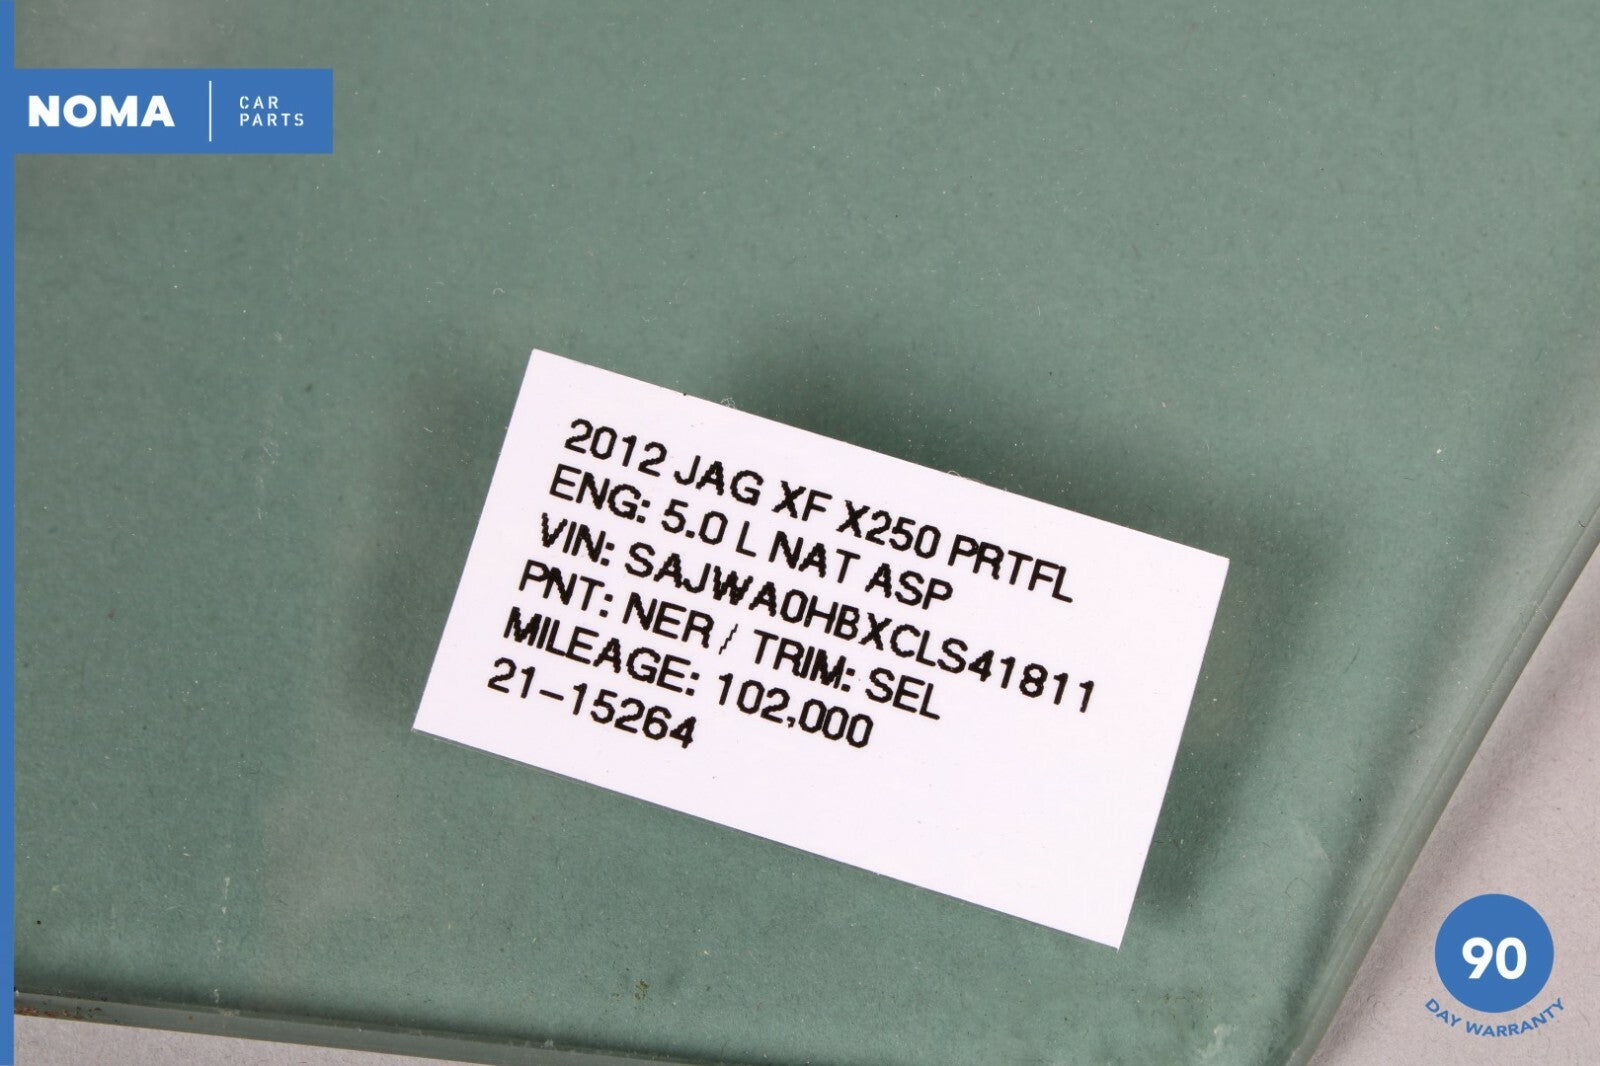 NOMA
CAR
PARTS
2012 JAG XF X250 PRTFL
ENG: 5.0 L NAT ASP
VIN: SAJWA0HBXCLS41811
PNT: NER / TRIM: SEL
MILEAGE: 102,000
21-15264
90
DAY WARRANTY